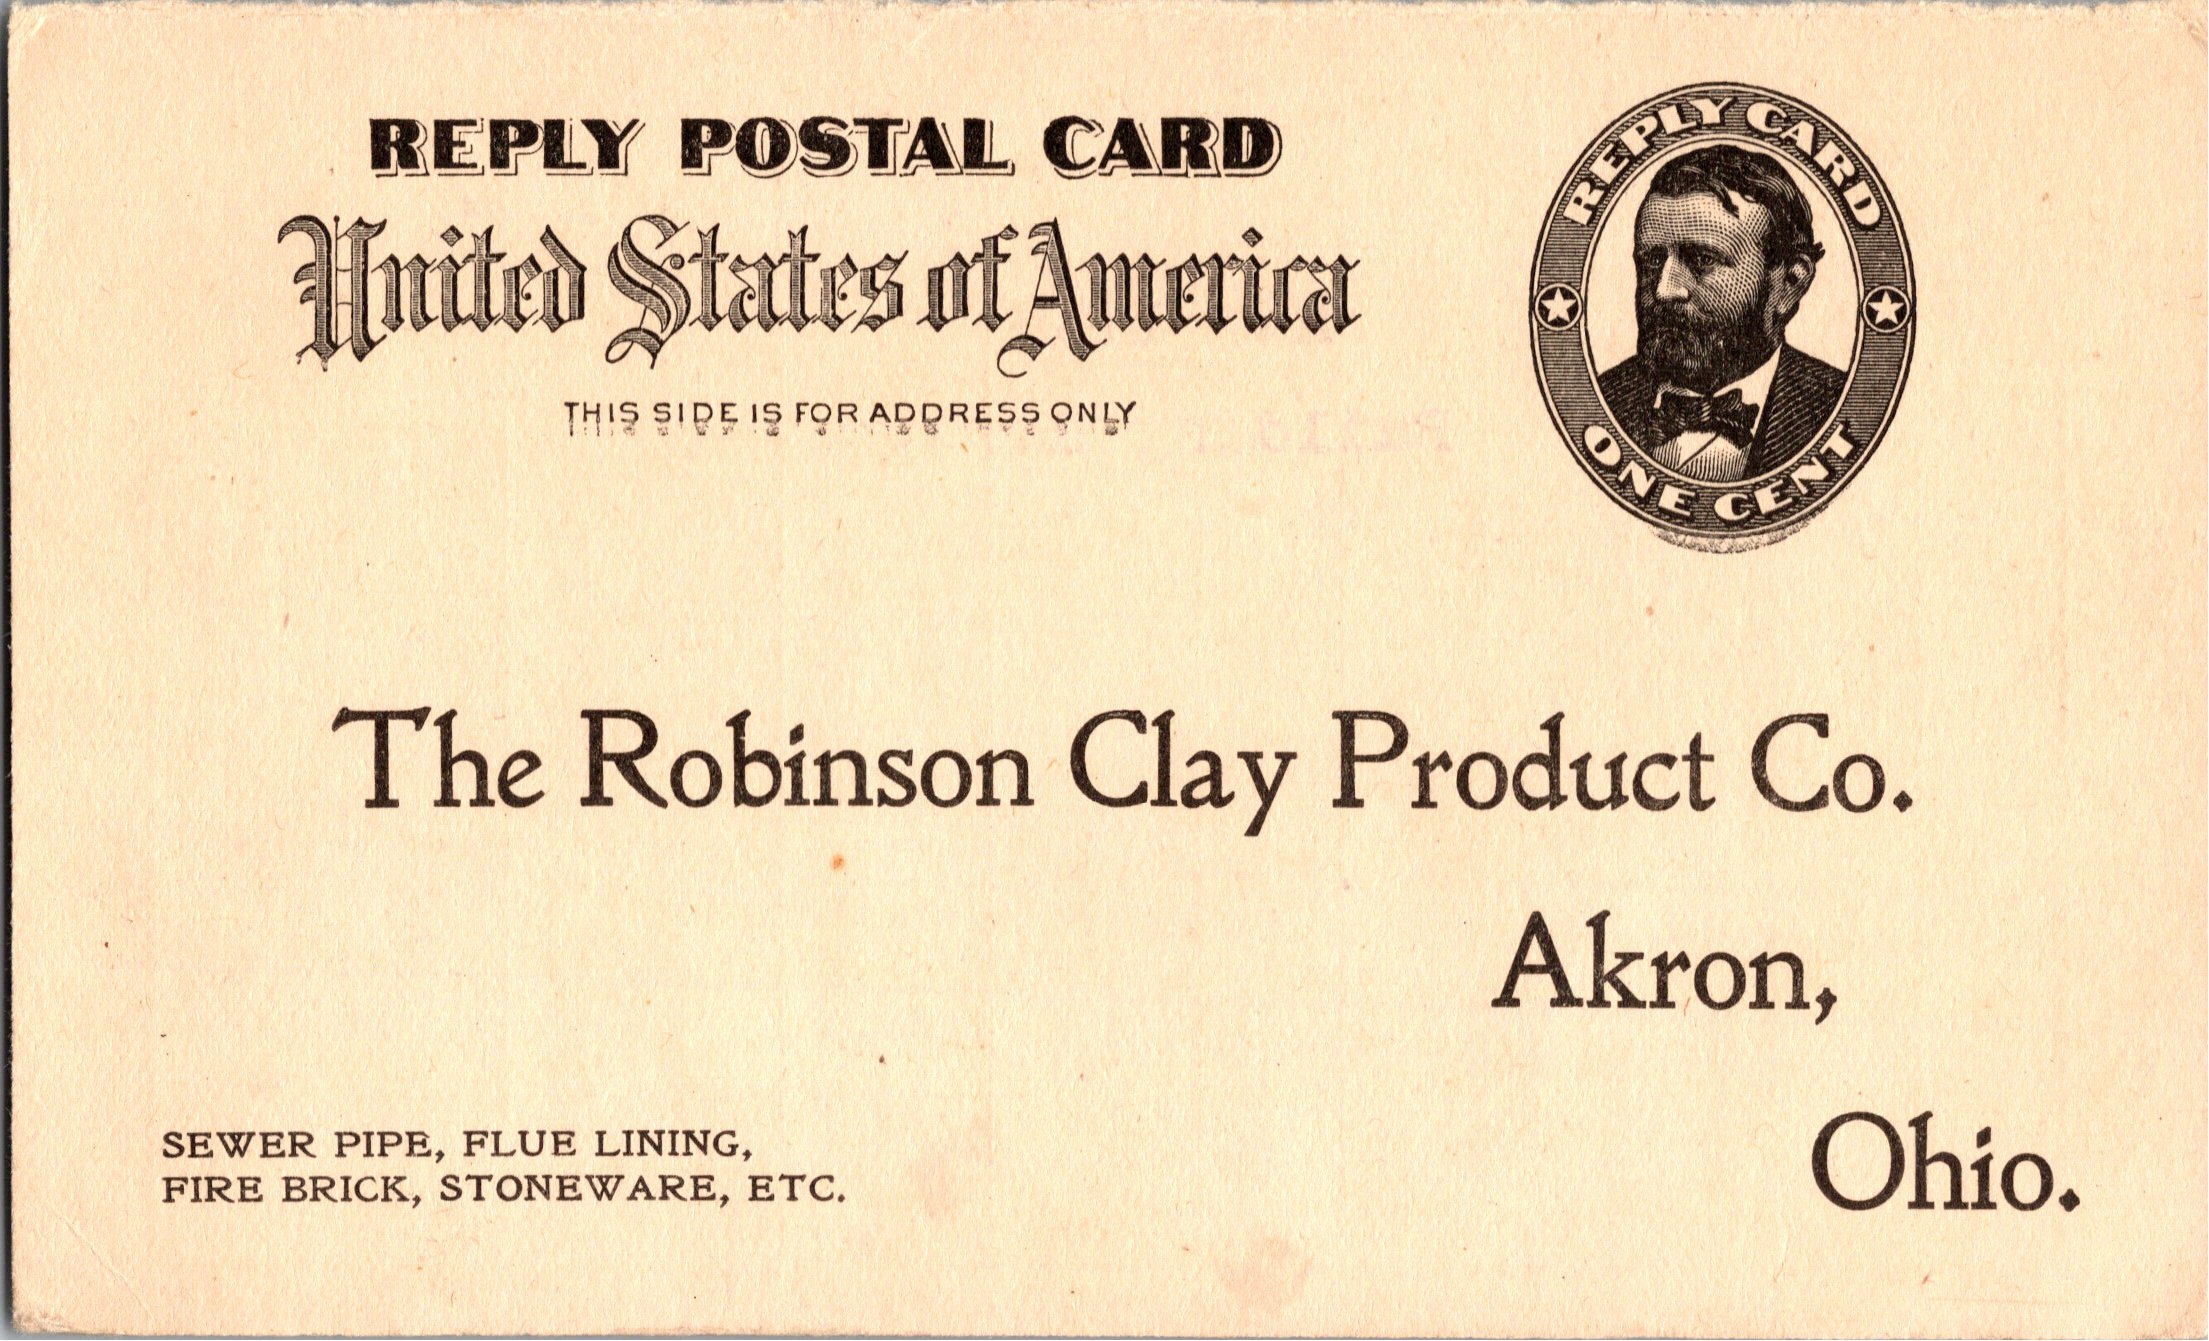 REPLY POSTAL CARD
United States of America
THIS SIDE IS FOR ADDRESS ONLY
REPLY CARD
ONE CENT
The Robinson Clay Product Co.
Akron,
Ohio.
SEWER PIPE, FLUE LINING,
FIRE BRICK, STONEWARE, ETC.